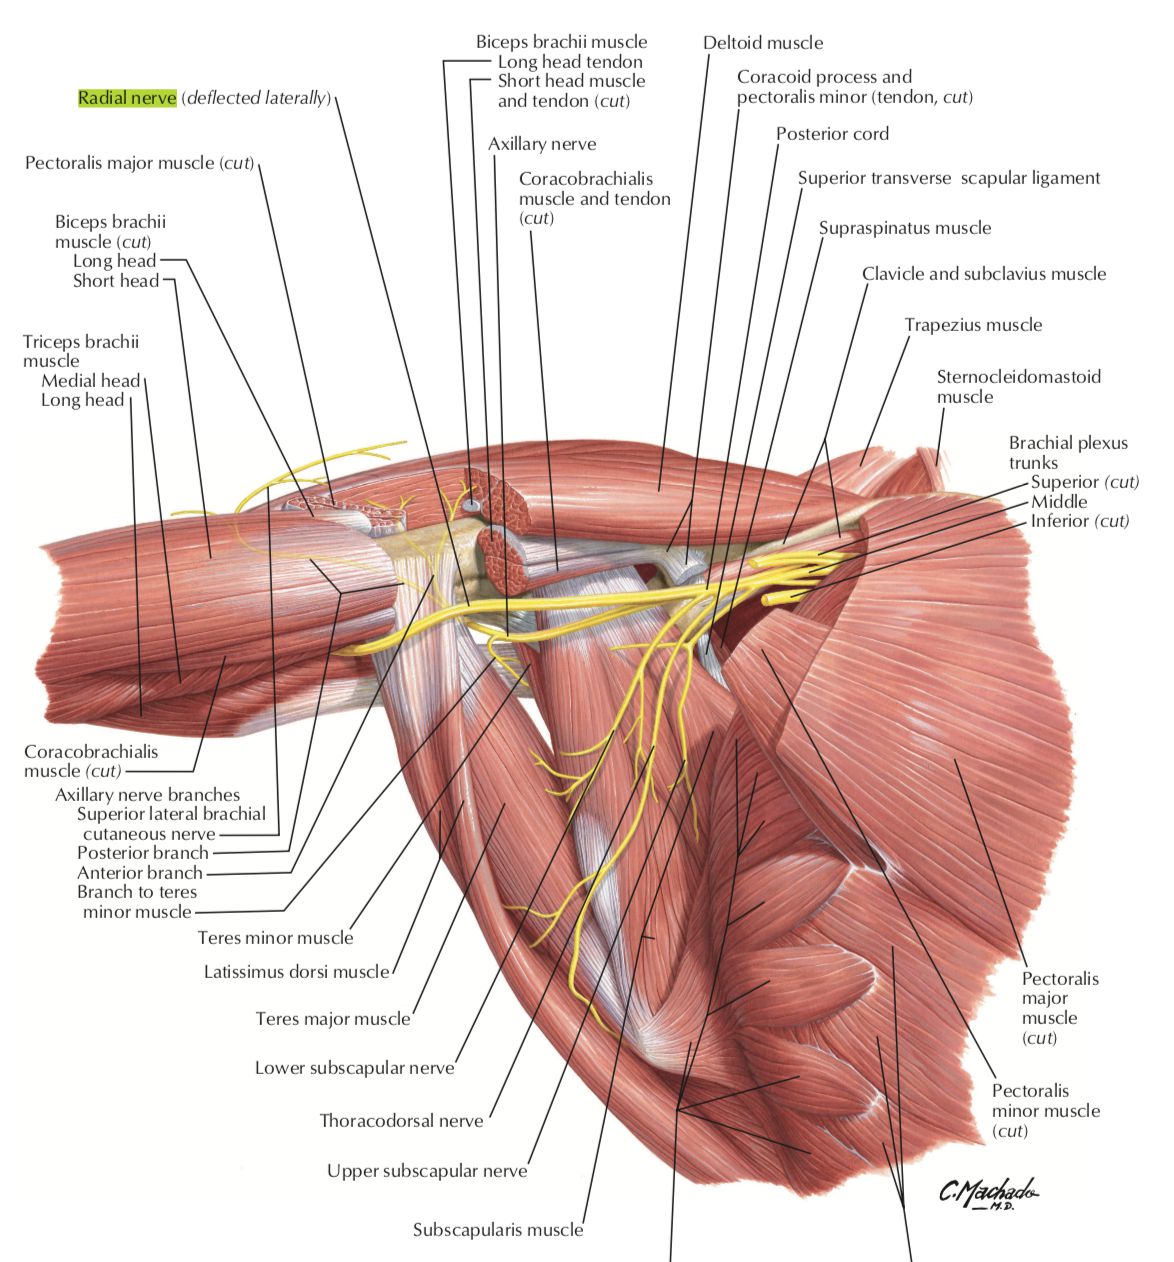 Biceps brachii muscle
Long head tendon
Short head muscle
and tendon (cut)
Deltoid muscle
Coracoid process and
pectoralis minor (tendon, cut)
Radial nerve (deflected laterally)
Posterior cord
Axillary nerve
Pectoralis major muscle (cut)
Coracobrachialis
muscle and tendon
(cut)
Superior transverse scapular ligament
Biceps brachii
muscle (cut)
Long head
Short head
Supraspinatus muscle
Clavicle and subclavius muscle
Trapezius muscle
Triceps brachii
muscle
Medial head
Long head
Sternocleidomastoid
muscle
Brachial plexus
trunks
Superior (cut)
Middle
Inferior (cut)
Coracobrachialis
muscle (cut)
Axillary nerve branches
Superior lateral brachial
cutaneous nerve
Posterior branch
Anterior branch
Branch to teres
minor muscle
Teres minor muscle
Latissimus dorsi muscle
Teres major muscle
Lower subscapular nerve
Thoracodorsal nerve
Upper subscapular nerve
Subscapularis muscle
Pectoralis
major
muscle
(cut)
Pectoralis
minor muscle
(cut)
C.Machado
M.D.